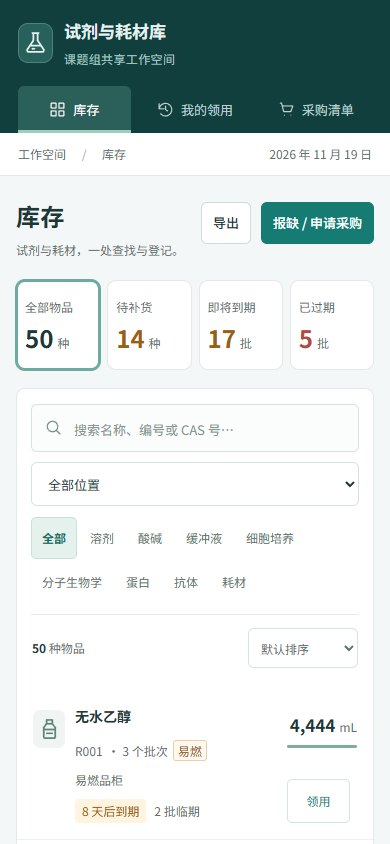 试剂与耗材库
课题组共享工作空间
库存 我的领用 采购清单
工作空间 / 库存 2026 年 11 月 19 日
库存
导出 报缺 / 申请采购
试剂与耗材，一处查找与登记。
全部物品 待补货 即将到期 已过期
50 种 14 种 17 批 5 批
搜索名称、编号或 CAS 号…
全部位置
全部 溶剂 酸碱 缓冲液 细胞培养
分子生物学 蛋白 抗体 耗材
50 种物品 默认排序
无水乙醇
4,444 mL
R001 · 3 个批次 易燃
易燃品柜
8 天后到期 2 批临期
领用